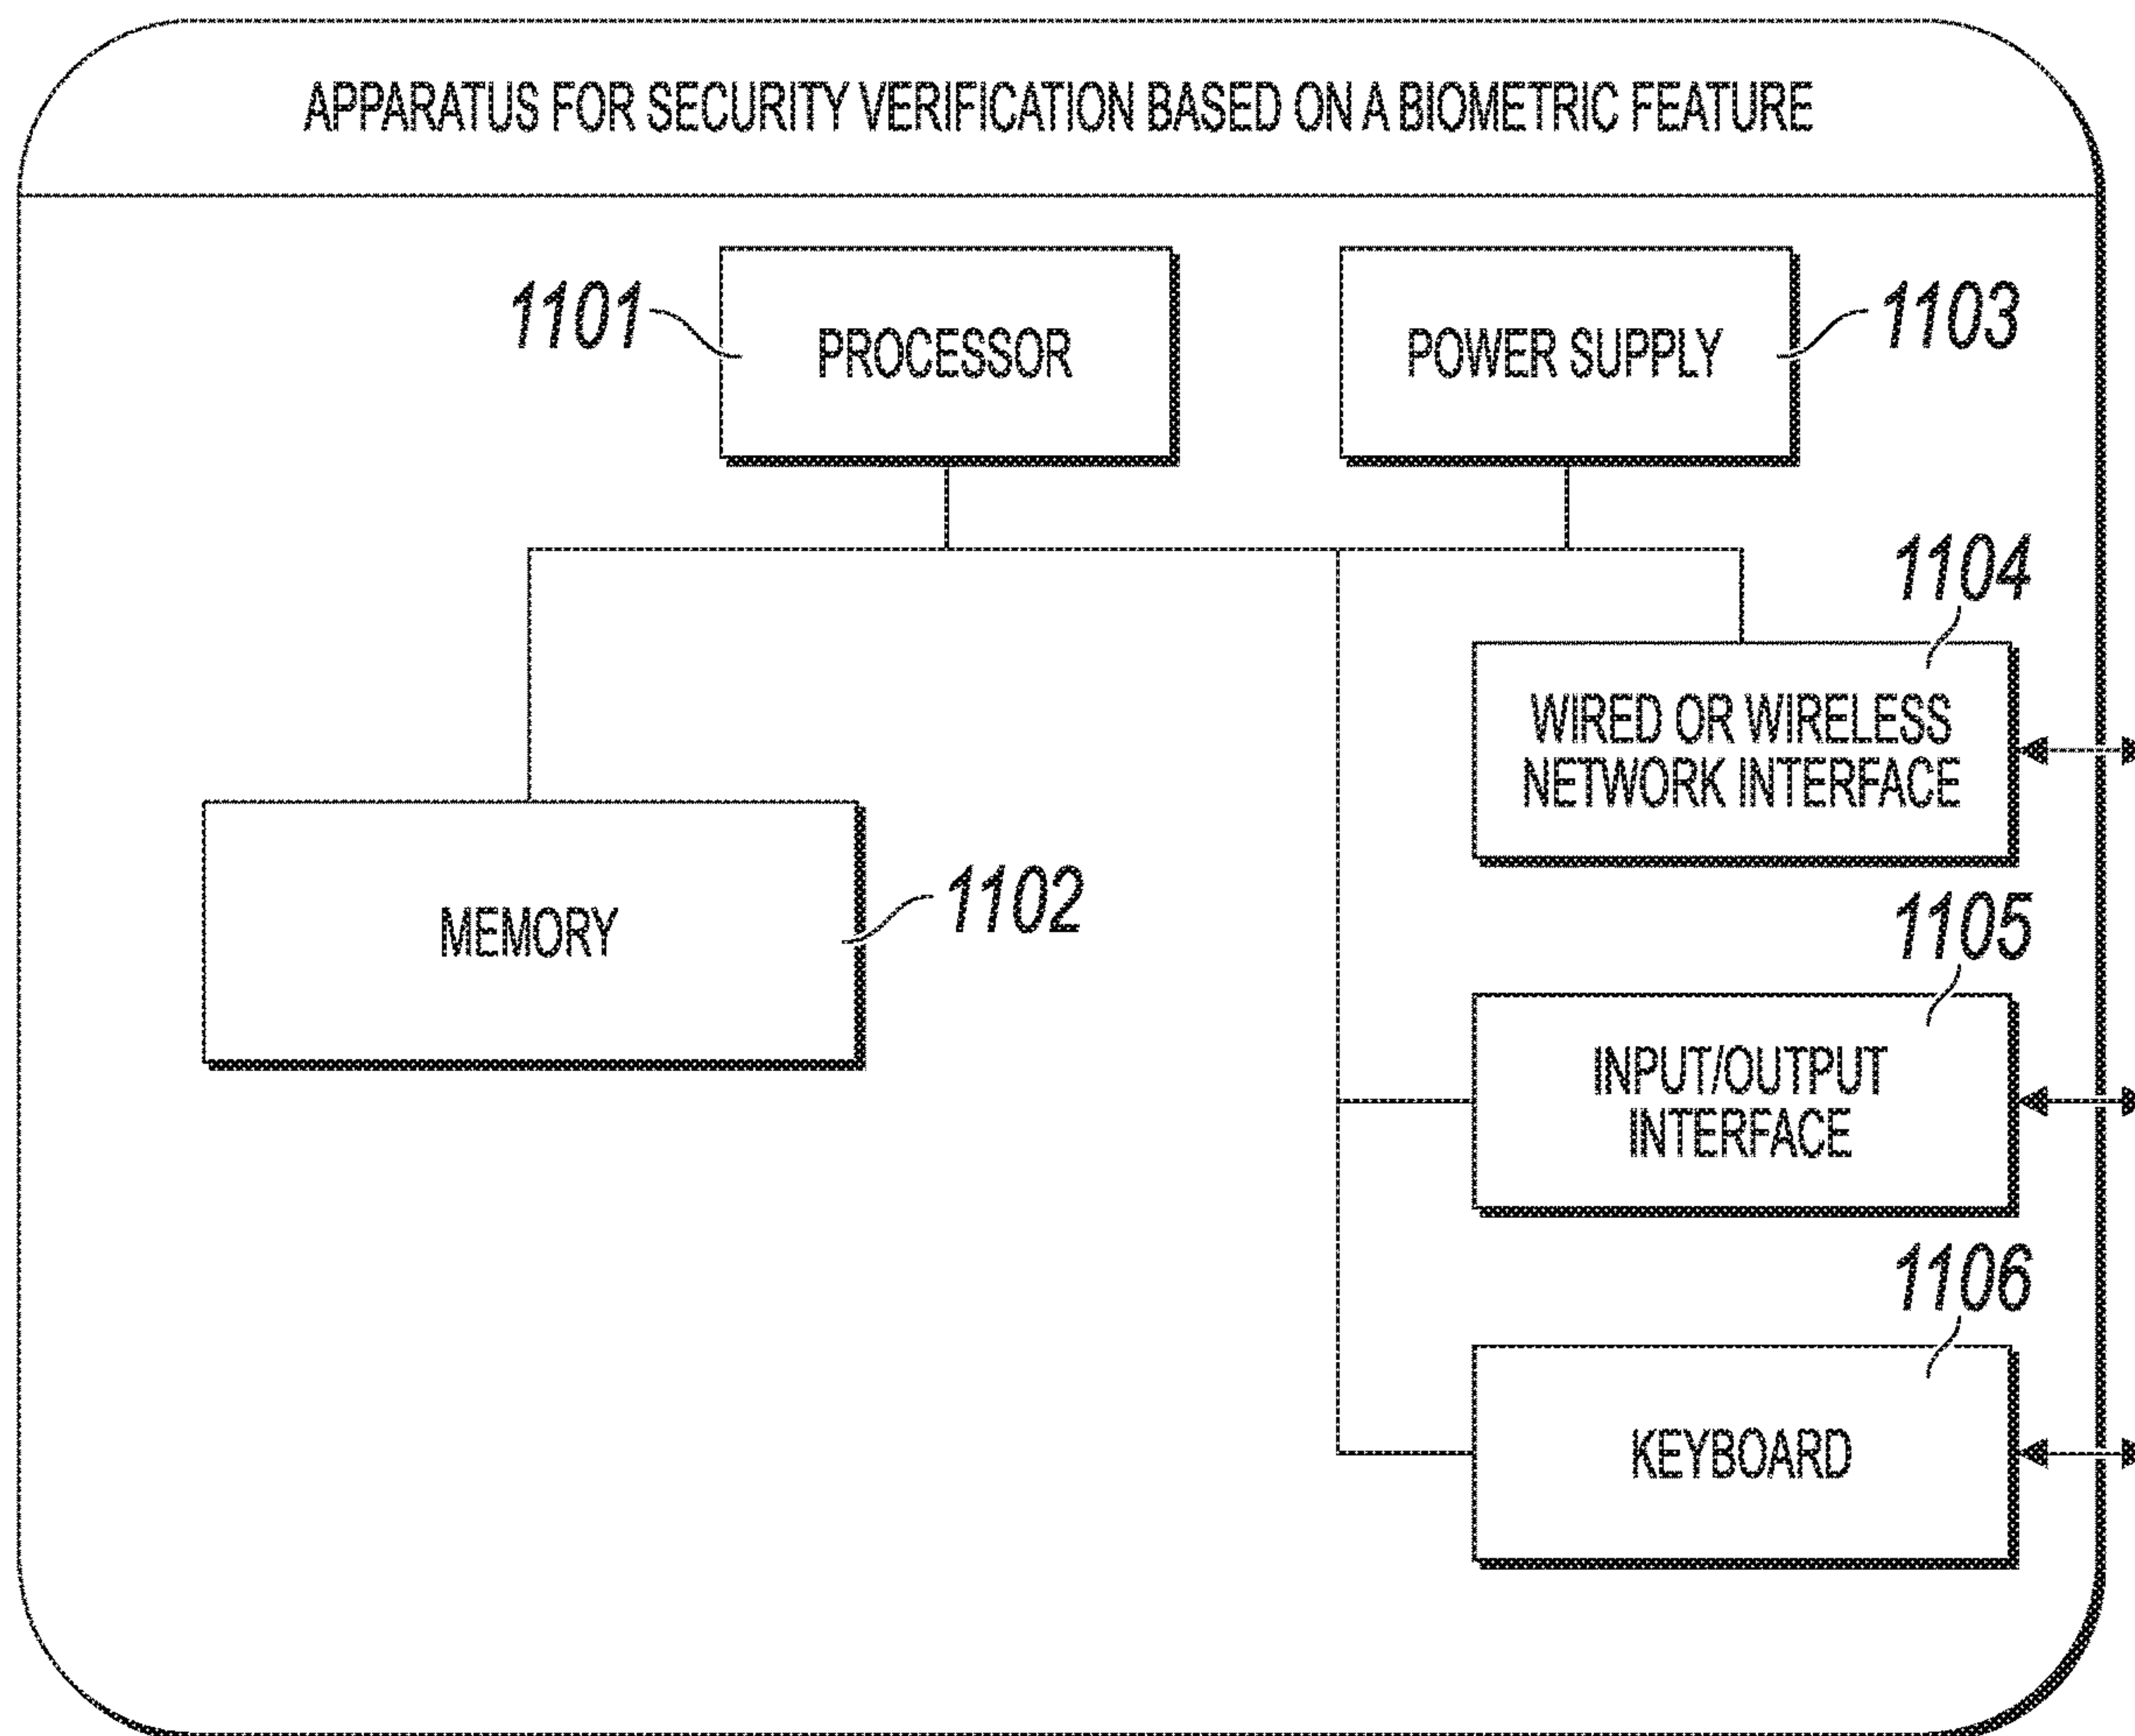 APPARATUS FOR SECURITY VERIFICATION BASED ON A BIOMETRIC FEATURE
1101
PROCESSOR
POWER SUPPLY
1103
1104
WIRED OR WIRELESS
NETWORK INTERFACE
MEMORY
1102
1105
INPUT/OUTPUT
INTERFACE
1106
KEYBOARD